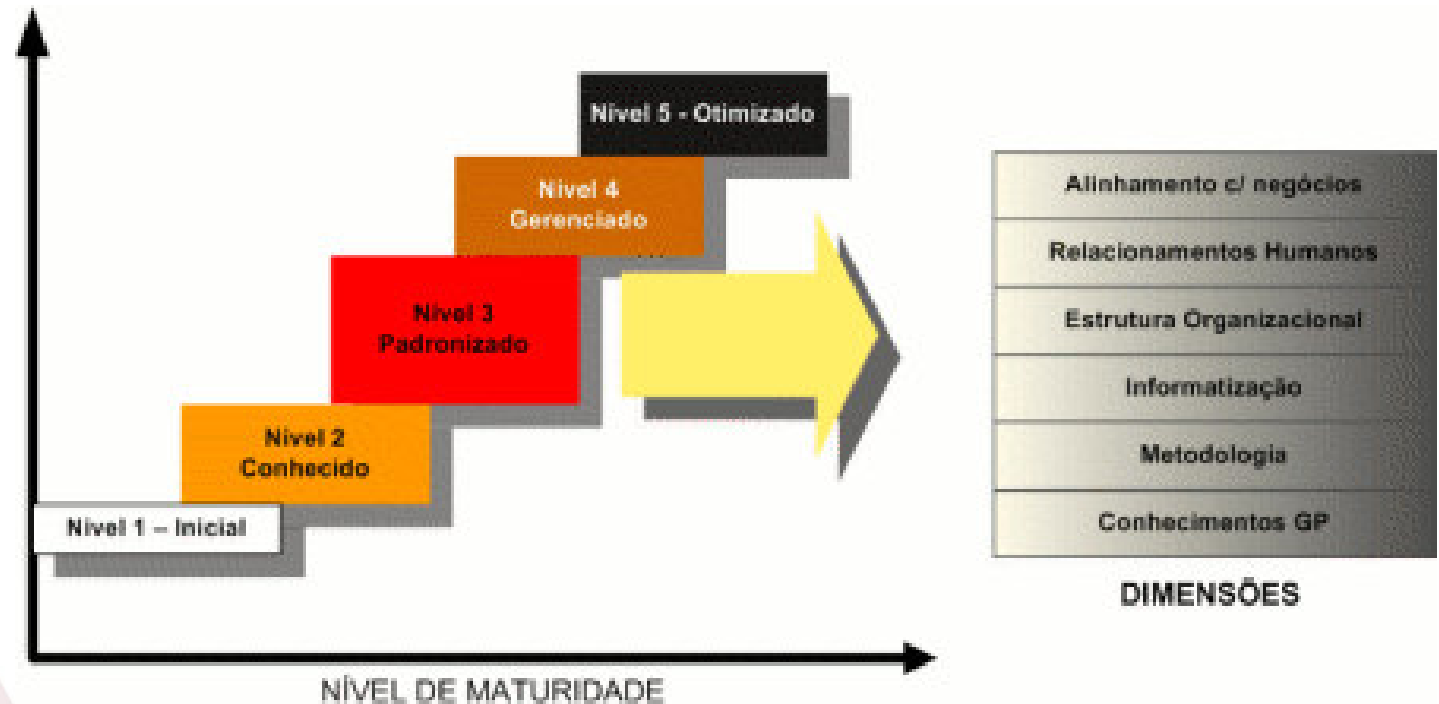 Nível 5 - Otimizado
Nível 4
Gerenciado
Nível 3
Padronizado
Nível 2
Conhecido
Nível 1 – Inicial
NÍVEL DE MATURIDADE
Alinhamento c/ negócios
Relacionamentos Humanos
Estrutura Organizacional
Informatização
Metodologia
Conhecimentos GP
DIMENSÕES